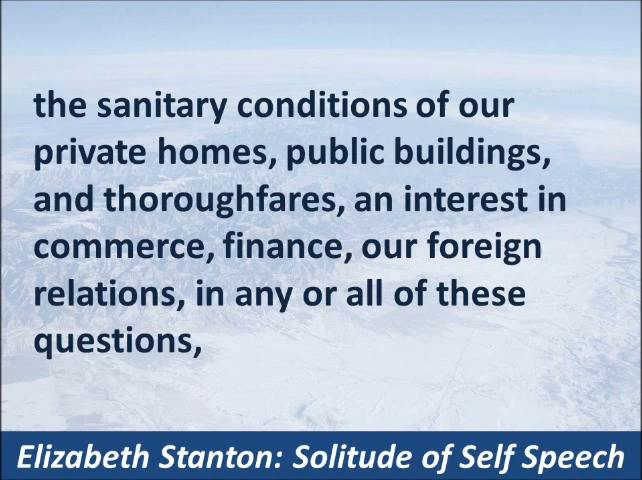 the sanitary conditions of our
private homes, public buildings,
and thoroughfares, an interest in
commerce, finance, our foreign
relations, in any or all of these
questions,
Elizabeth Stanton: Solitude of Self Speech